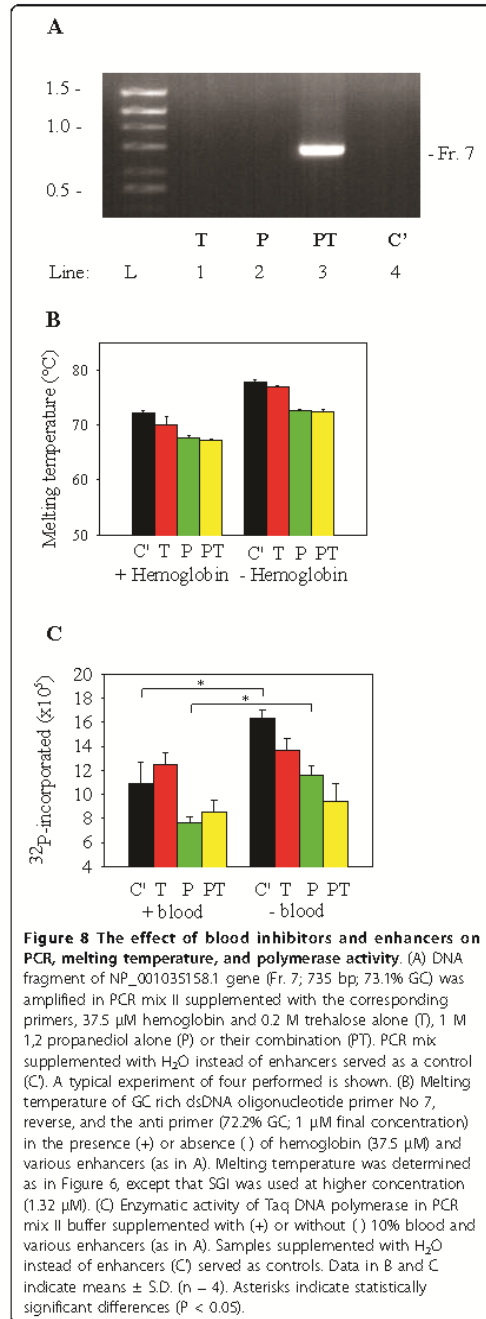 A
1.5 -
1.0 -
0.5 -
- Fr. 7
T P PT C'
Line: L 1 2 3 4
B
Melting temperature (°C)
80
70
60
50
C' T P PT C' T P PT
+ Hemoglobin - Hemoglobin
C
³²P-incorporated (x10⁵)
20
18
16
14
12
10
8
6
4
*
*
C' T P PT C' T P PT
+ blood - blood
Figure 8 The effect of blood inhibitors and enhancers on
PCR, melting temperature, and polymerase activity. (A) DNA
fragment of NP_001035158.1 gene (Fr. 7; 735 bp; 73.1% GC) was
amplified in PCR mix II supplemented with the corresponding
primers, 37.5 μM hemoglobin and 0.2 M trehalose alone (T), 1 M
1,2 propanediol alone (P) or their combination (PT). PCR mix
supplemented with H₂O instead of enhancers served as a control
(C'). A typical experiment of four performed is shown. (B) Melting
temperature of GC rich dsDNA oligonucleotide primer No 7,
reverse, and the anti primer (72.2% GC; 1 μM final concentration)
in the presence (+) or absence ( ) of hemoglobin (37.5 μM) and
various enhancers (as in A). Melting temperature was determined
as in Figure 6, except that SGI was used at higher concentration
(1.32 μM). (C) Enzymatic activity of Taq DNA polymerase in PCR
mix II buffer supplemented with (+) or without ( ) 10% blood and
various enhancers (as in A). Samples supplemented with H₂O
instead of enhancers (C') served as controls. Data in B and C
indicate means ± S.D. (n – 4). Asterisks indicate statistically
significant differences (P < 0.05).